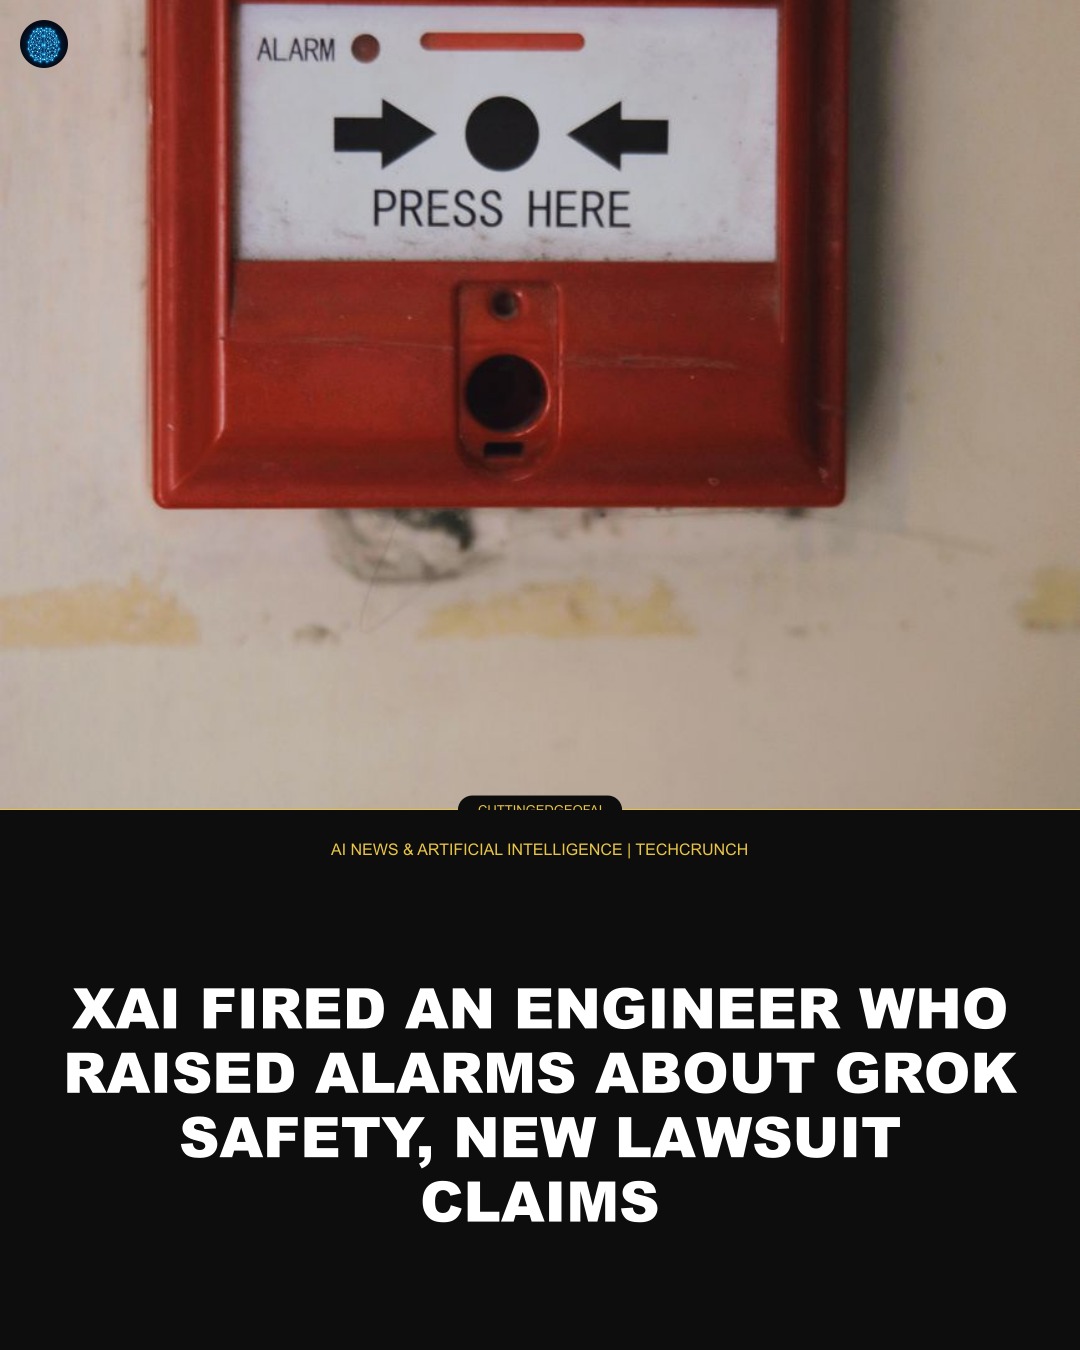 ALARM
PRESS HERE
CUTTINGEDGEOFAI
AI NEWS & ARTIFICIAL INTELLIGENCE | TECHCRUNCH
XAI FIRED AN ENGINEER WHO
RAISED ALARMS ABOUT GROK
SAFETY, NEW LAWSUIT
CLAIMS